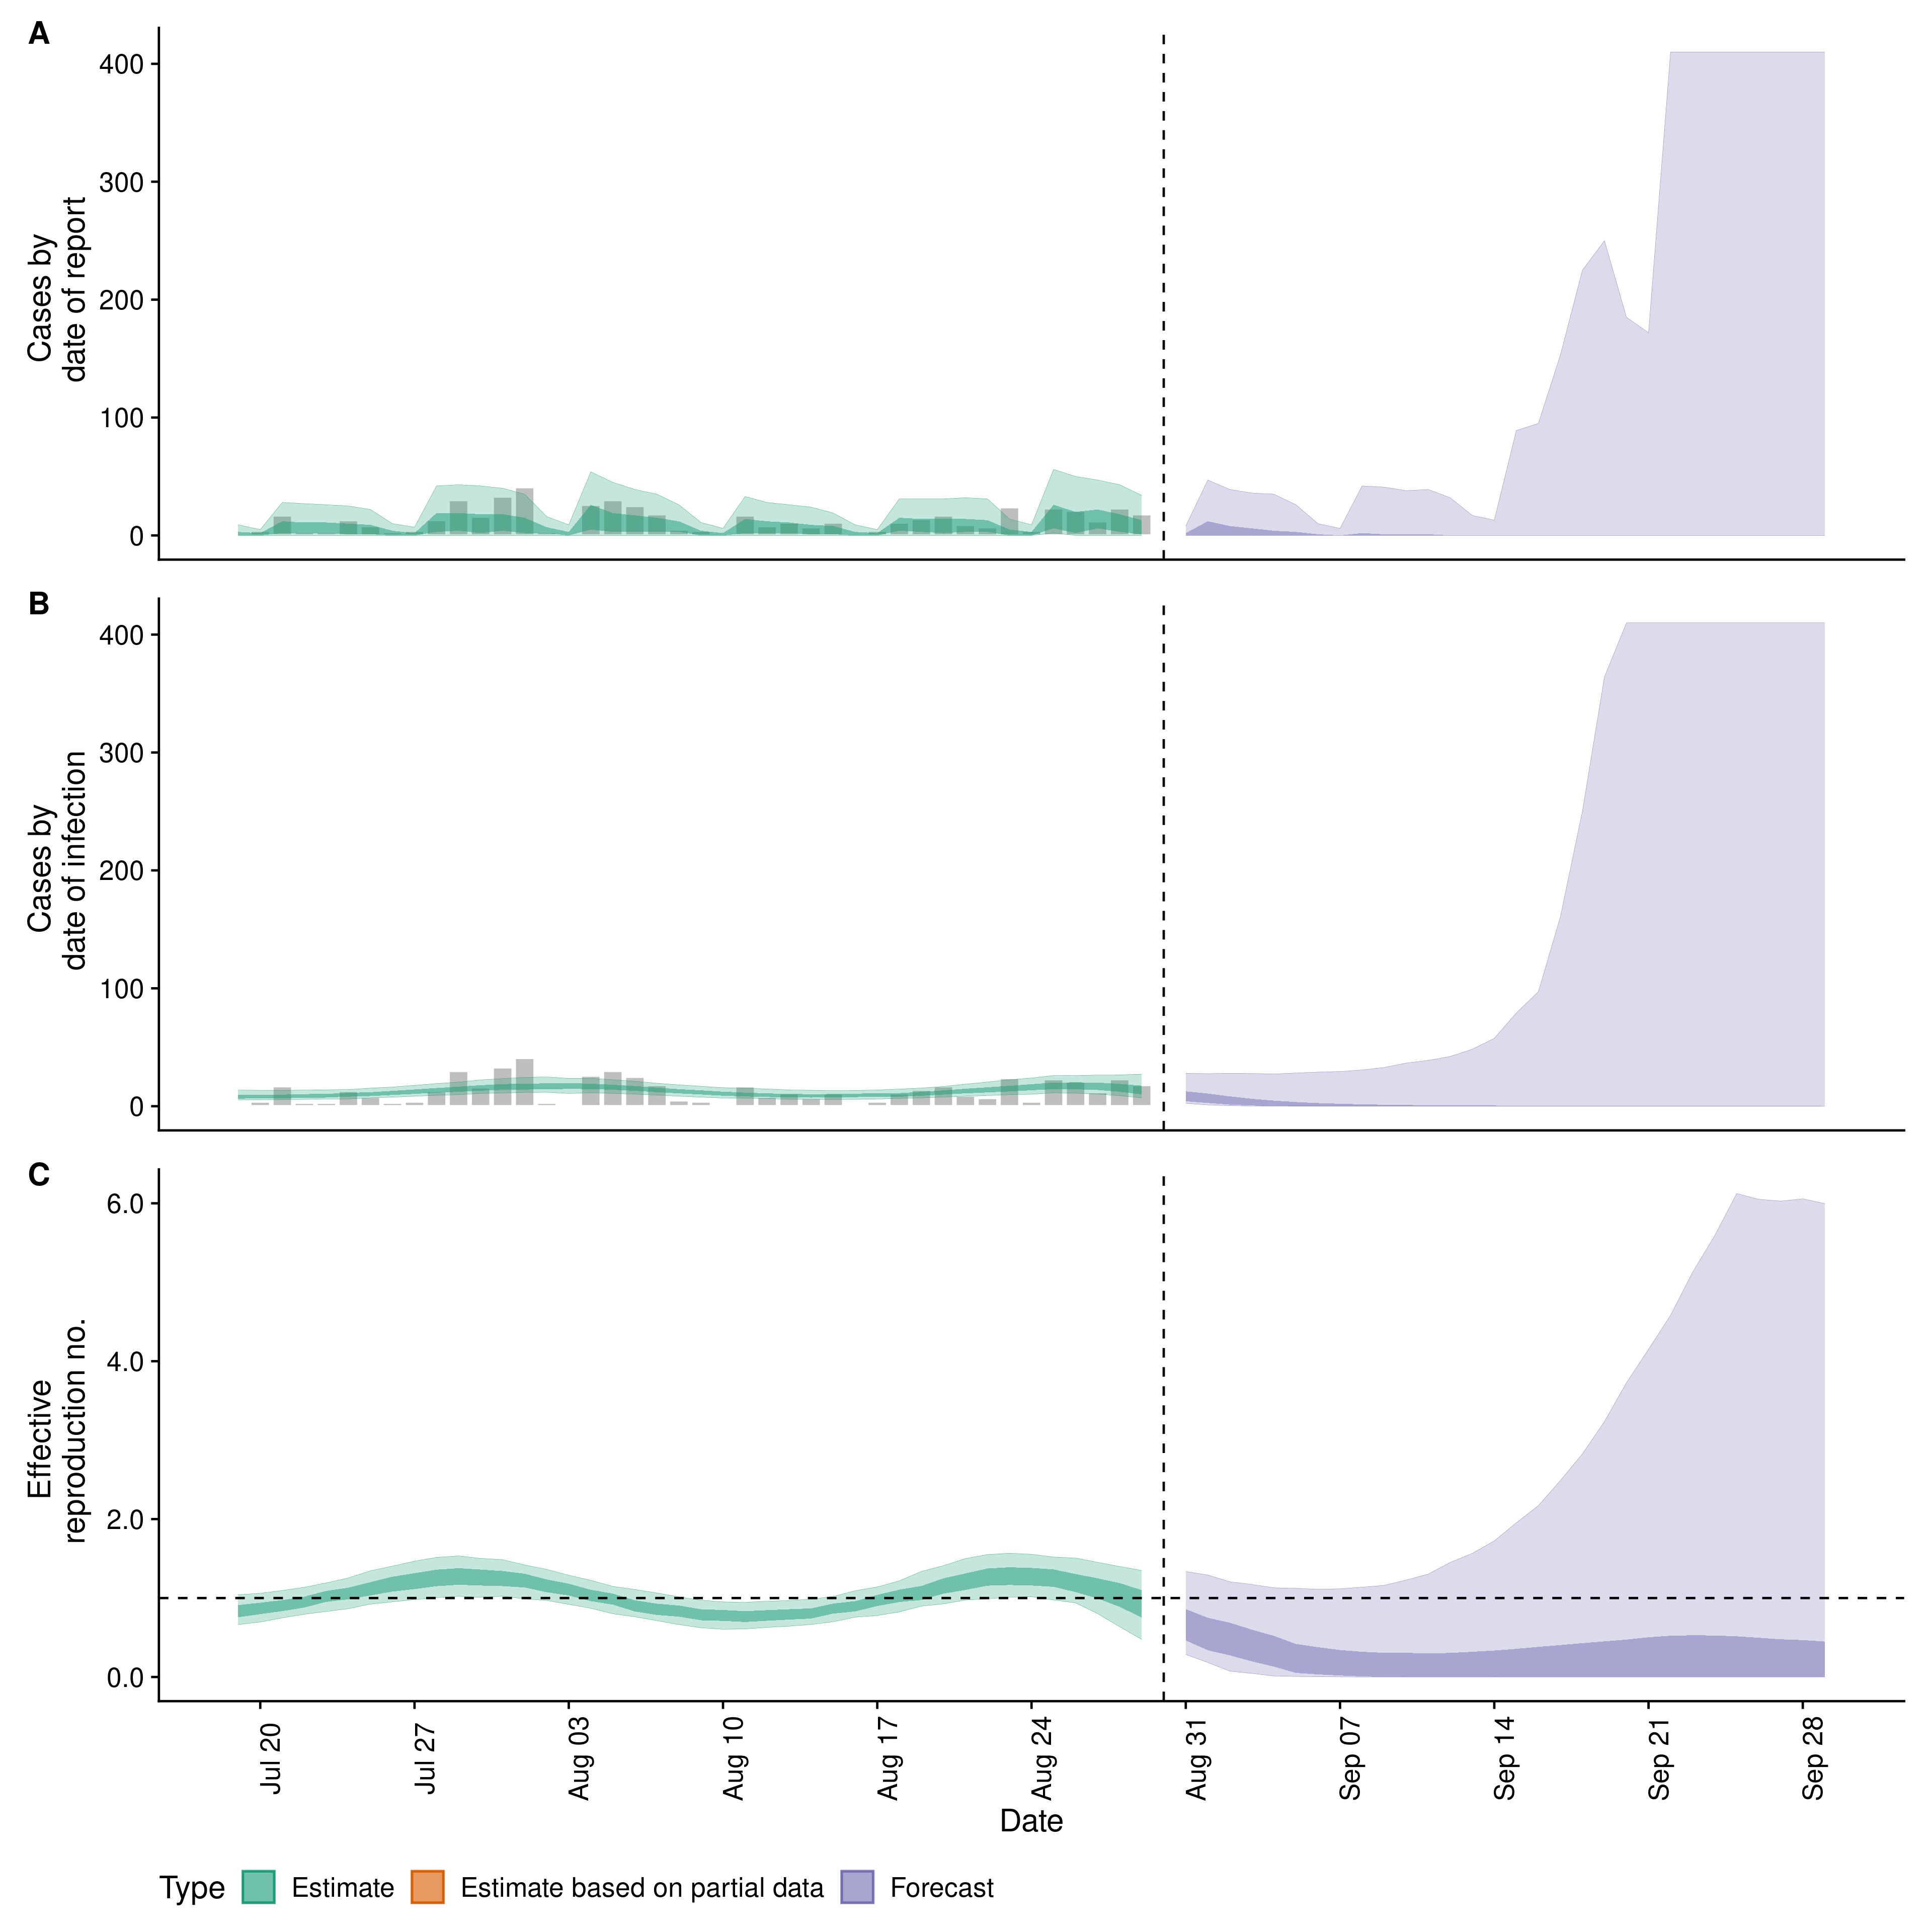 A
400
300
200
100
0
Cases by
date of report
B
400
300
200
100
0
Cases by
date of infection
C
6.0
4.0
2.0
0.0
Effective
reproduction no.
Jul 20
Jul 27
Aug 03
Aug 10
Aug 17
Aug 24
Aug 31
Sep 07
Sep 14
Sep 21
Sep 28
Date
Type Estimate Estimate based on partial data Forecast